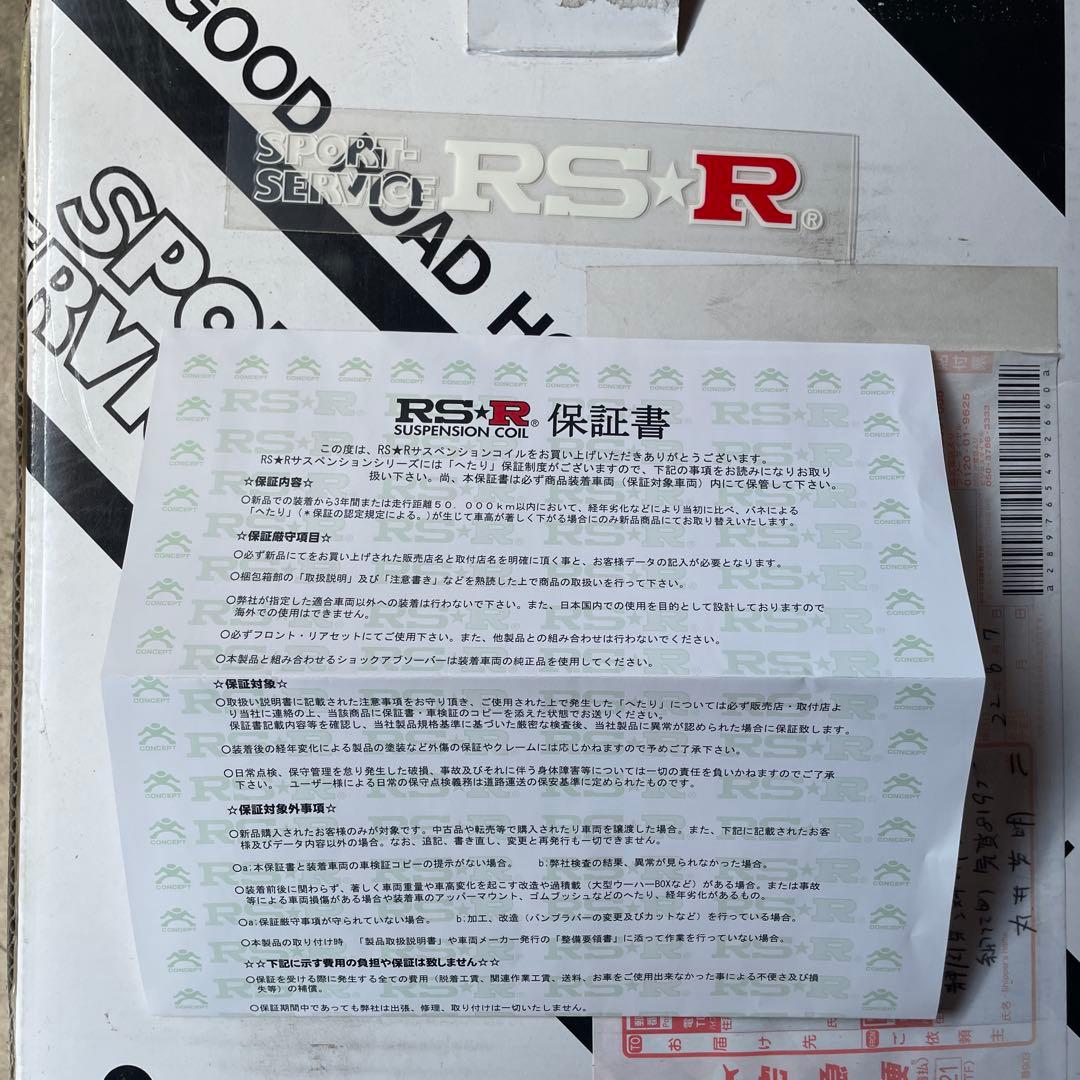 GOOD ROAD HO
SPO
ERVI
SPORT-
SERVICE RS★R®
RS★R®
SUSPENSION COIL 保証書
この度は、RS★Rサスペンションコイルをお買い上げいただきありがとうございます。
RS★Rサスペンションシリーズには「へたり」保証制度がございますので、下記の事項をお読みになりお取り
扱い下さい。尚、本保証書は必ず商品装着車両（保証対象車両）内にて保管して下さい。
☆保証内容☆
○新品での装着から3年間または走行距離50．000km以内において、経年劣化などにより当初に比べ、バネによる
「へたり」（＊保証の認定規定による。）が生じて車高が著しく下がる場合にのみ新品商品にてお取り替えいたします。
☆保証厳守項目☆
○必ず新品にてをお買い上げされた販売店名と取付店名を明確に頂く事と、お客様データの記入が必要となります。
○梱包箱部の「取扱説明」及び「注意書き」などを熟読した上で商品の取扱いを行って下さい。
○弊社が指定した適合車両以外への装着は行わないで下さい。また、日本国内での使用を目的として設計しておりますので
海外での使用はできません。
○必ずフロント・リアセットにてご使用下さい。また、他製品との組み合わせは行わないでください。
○本製品と組み合わせるショックアブソーバーは装着車両の純正品を使用してください。
☆保証対象☆
○取扱い説明書に記載された注意事項をお守り頂き、ご使用された上で発生した「へたり」については必ず販売店・取付店よ
り当社に連絡の上、当該商品に保証書・車検証のコピーを添えた状態でお送りください。
保証書記載内容等を確認し、当社製品規格基準に基づいた厳密な検査後、当社製品に異常が認められた場合に保証致します。
○装着後の経年変化による製品の塗装など外傷の保証やクレームには応じかねますので予めご了承下さい。
○日常点検、保守管理を怠り発生した破損、事故及びそれに伴う身体障害等については一切の責任を負いかねますのでご了承
下さい。 ユーザー様による日常の保守点検義務は道路運送の保安基準に定められたものです。
☆保証対象外事項☆
○新品購入されたお客様のみが対象です。中古品や転売等で購入されたり車両を譲渡した場合。また、下記に記載されたお客
様及びデータ内容以外の場合。なお、追記、書き直し、変更と再発行も一切できません。
○a:本保証書と装着車両の車検証コピーの提示がない場合。 b:弊社検査の結果、異常が見られなかった場合。
○装着前後に関わらず、著しく車両重量や車高変化を起こす改造や過積載（大型ウーハーBOXなど）がある場合。または事故
等による車両損傷がある場合や装着車のアッパーマウント、ゴムブッシュなどのへたり、経年劣化があるもの。
○a:保証厳守事項が守られていない場合。 b:加工、改造（バンプラバーの変更及びカットなど）を行っている場合。
○本製品の取り付け時 「製品取扱説明書」や車両メーカー発行の「整備要領書」に添って作業を行っていない場合。
☆☆下記に示す費用の負担や保証は致しません☆☆
○保証を受ける際に発生する全ての費用（脱着工賃、関連作業工賃、送料、お車をご使用出来なかった事による不便さ及び損
失等）の補償。
○保証期間中であっても弊社は出張、修理、取り付けは一切いたしません。
CONCEPT
a289765492660a
0120-01-9625
050-3786-3333
22 6 7
日
月
お届け先
ご依頼主
TO
FROM